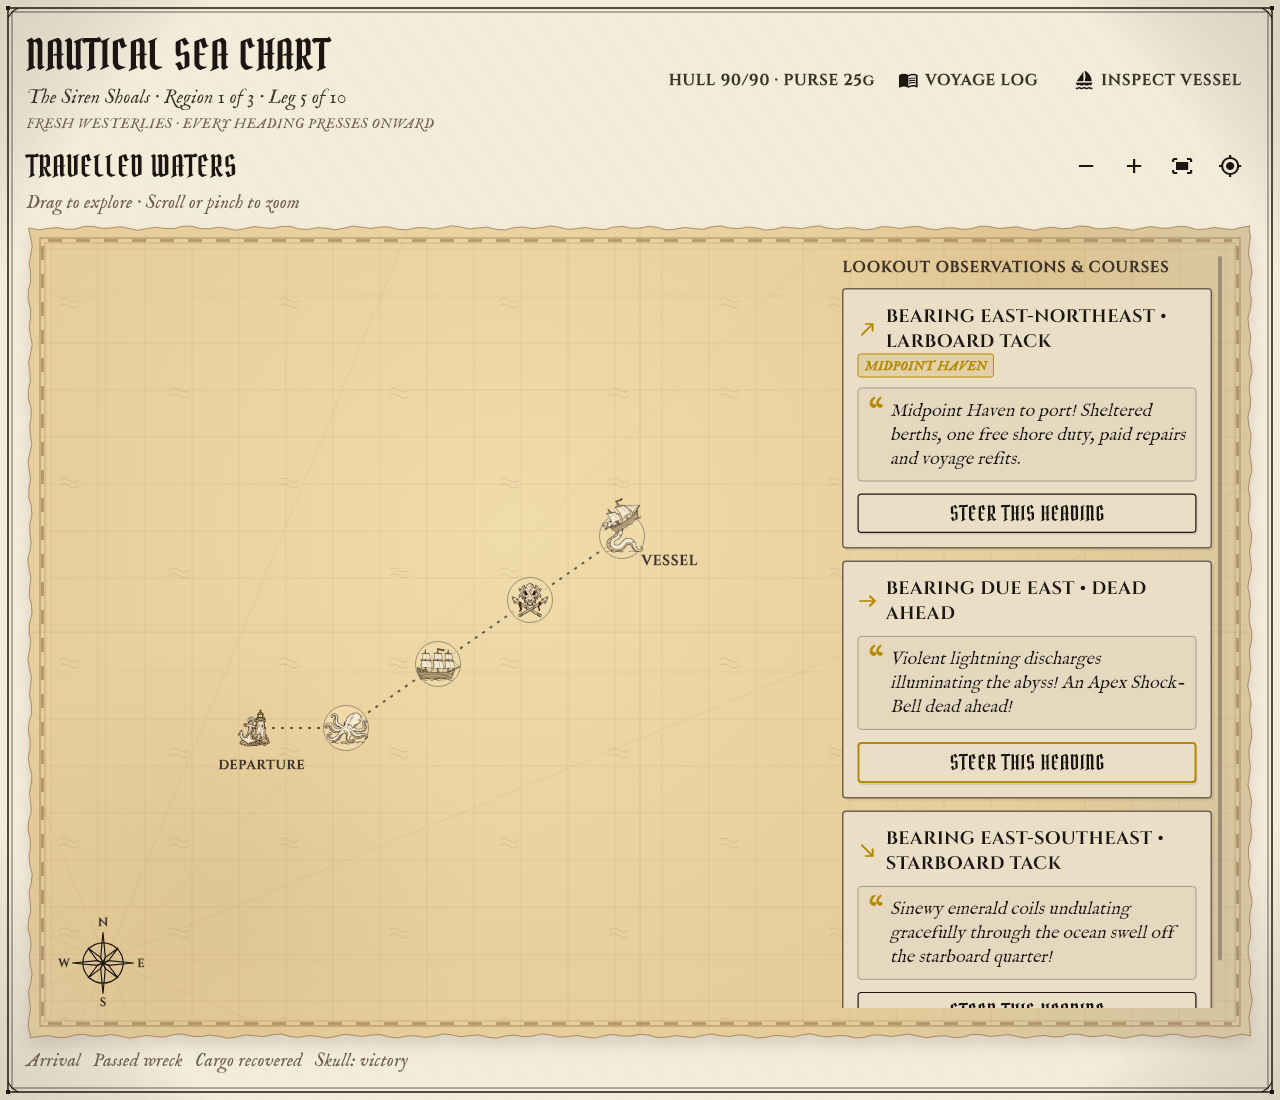 NAUTICAL SEA CHART
The Siren Shoals · Region 1 of 3 · Leg 5 of 10
FRESH WESTERLIES · EVERY HEADING PRESSES ONWARD
HULL 90/90 · PURSE 25G
VOYAGE LOG
INSPECT VESSEL
TRAVELLED WATERS
Drag to explore · Scroll or pinch to zoom
LOOKOUT OBSERVATIONS & COURSES
BEARING EAST-NORTHEAST •
LARBOARD TACK
MIDPOINT HAVEN
“ Midpoint Haven to port! Sheltered
berths, one free shore duty, paid repairs
and voyage refits.
STEER THIS HEADING
BEARING DUE EAST • DEAD
AHEAD
“ Violent lightning discharges
illuminating the abyss! An Apex Shock-
Bell dead ahead!
STEER THIS HEADING
BEARING EAST-SOUTHEAST •
STARBOARD TACK
“ Sinewy emerald coils undulating
gracefully through the ocean swell off
the starboard quarter!
STEER THIS HEADING
VESSEL
DEPARTURE
N
W E
S
Arrival Passed wreck Cargo recovered Skull: victory